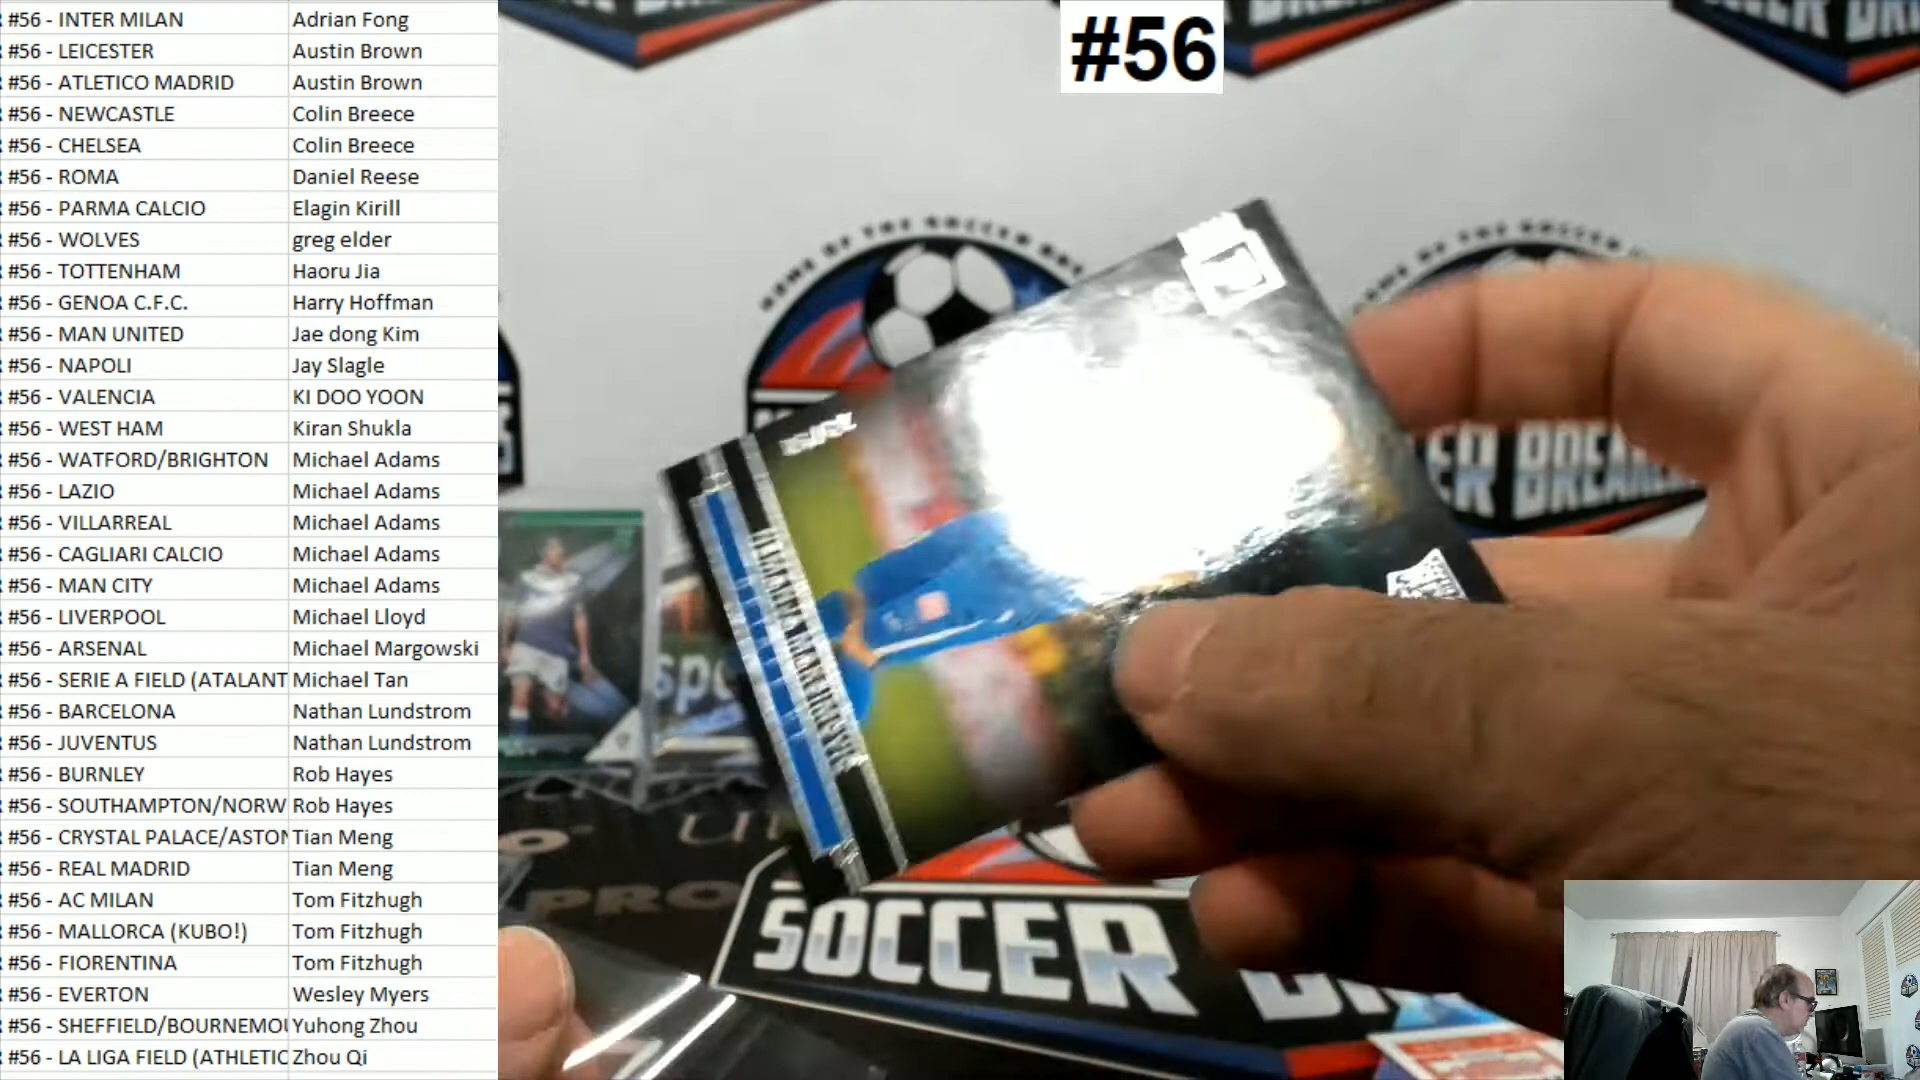 #56 - INTER MILAN Adrian Fong
#56 - LEICESTER Austin Brown
#56 - ATLETICO MADRID Austin Brown
#56 - NEWCASTLE Colin Breece
#56 - CHELSEA Colin Breece
#56 - ROMA Daniel Reese
#56 - PARMA CALCIO Elagin Kirill
#56 - WOLVES greg elder
#56 - TOTTENHAM Haoru Jia
#56 - GENOA C.F.C. Harry Hoffman
#56 - MAN UNITED Jae dong Kim
#56 - NAPOLI Jay Slagle
#56 - VALENCIA KI DOO YOON
#56 - WEST HAM Kiran Shukla
#56 - WATFORD/BRIGHTON Michael Adams
#56 - LAZIO Michael Adams
#56 - VILLARREAL Michael Adams
#56 - CAGLIARI CALCIO Michael Adams
#56 - MAN CITY Michael Adams
#56 - LIVERPOOL Michael Lloyd
#56 - ARSENAL Michael Margowski
#56 - SERIE A FIELD (ATALANT Michael Tan
#56 - BARCELONA Nathan Lundstrom
#56 - JUVENTUS Nathan Lundstrom
#56 - BURNLEY Rob Hayes
#56 - SOUTHAMPTON/NORW Rob Hayes
#56 - CRYSTAL PALACE/ASTON Tian Meng
#56 - REAL MADRID Tian Meng
#56 - AC MILAN Tom Fitzhugh
#56 - MALLORCA (KUBO!) Tom Fitzhugh
#56 - FIORENTINA Tom Fitzhugh
#56 - EVERTON Wesley Myers
#56 - SHEFFIELD/BOURNEMOU Yuhong Zhou
#56 - LA LIGA FIELD (ATHLETIC Zhou Qi
#56
HOME OF THE SOCCER
SOCCER